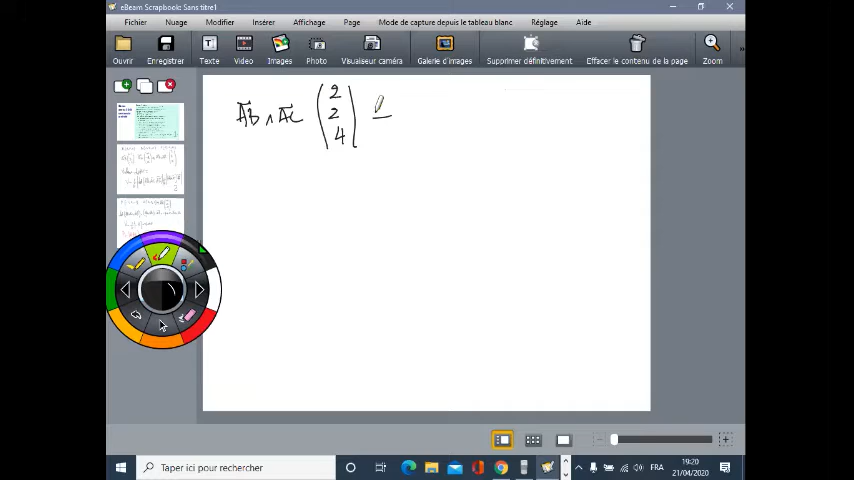 eBeam Scrapbook: Sans titre1
Fichier Nuage Modifier Insérer Affichage Page Mode de capture depuis le tableau blanc Réglage Aide
Ouvrir Enregistrer Texte Vidéo Images Photo Visualiseur caméra Galerie d'images Supprimer définitivement Effacer le contenu de la page Zoom
AB ∧ AC ( 2
2
4
Taper ici pour rechercher
FRA
19:20
21/04/2020